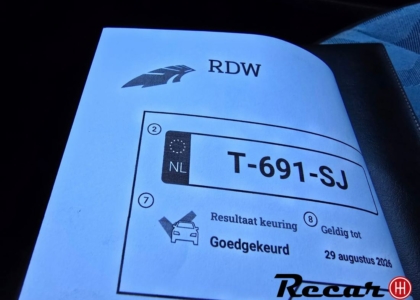 RDW
2
NL
T-691-SJ
7
Resultaat keuring
Goedgekeurd
8
Geldig tot
29 augustus 2026
Recar